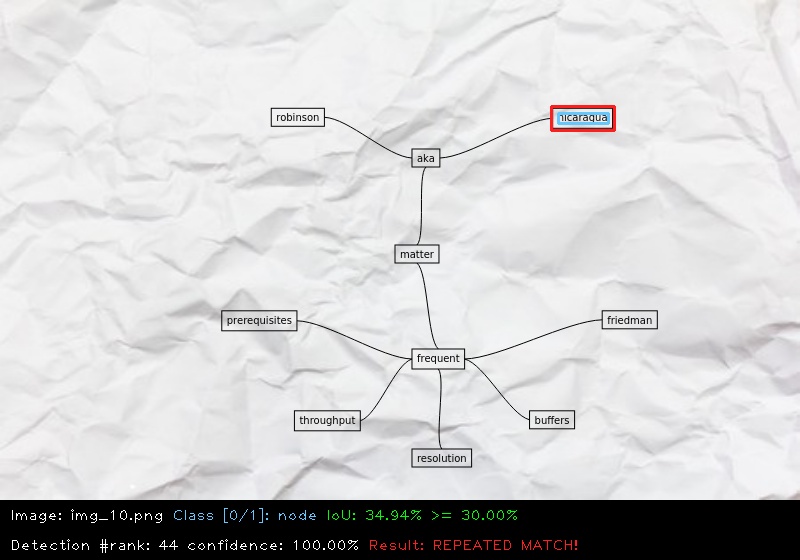 robinson
nicaragua
aka
matter
prerequisites
friedman
frequent
throughput
buffers
resolution
Image: img_10.png Class [0/1]: node IoU: 34.94% >= 30.00%
Detection #rank: 44 confidence: 100.00% Result: REPEATED MATCH!